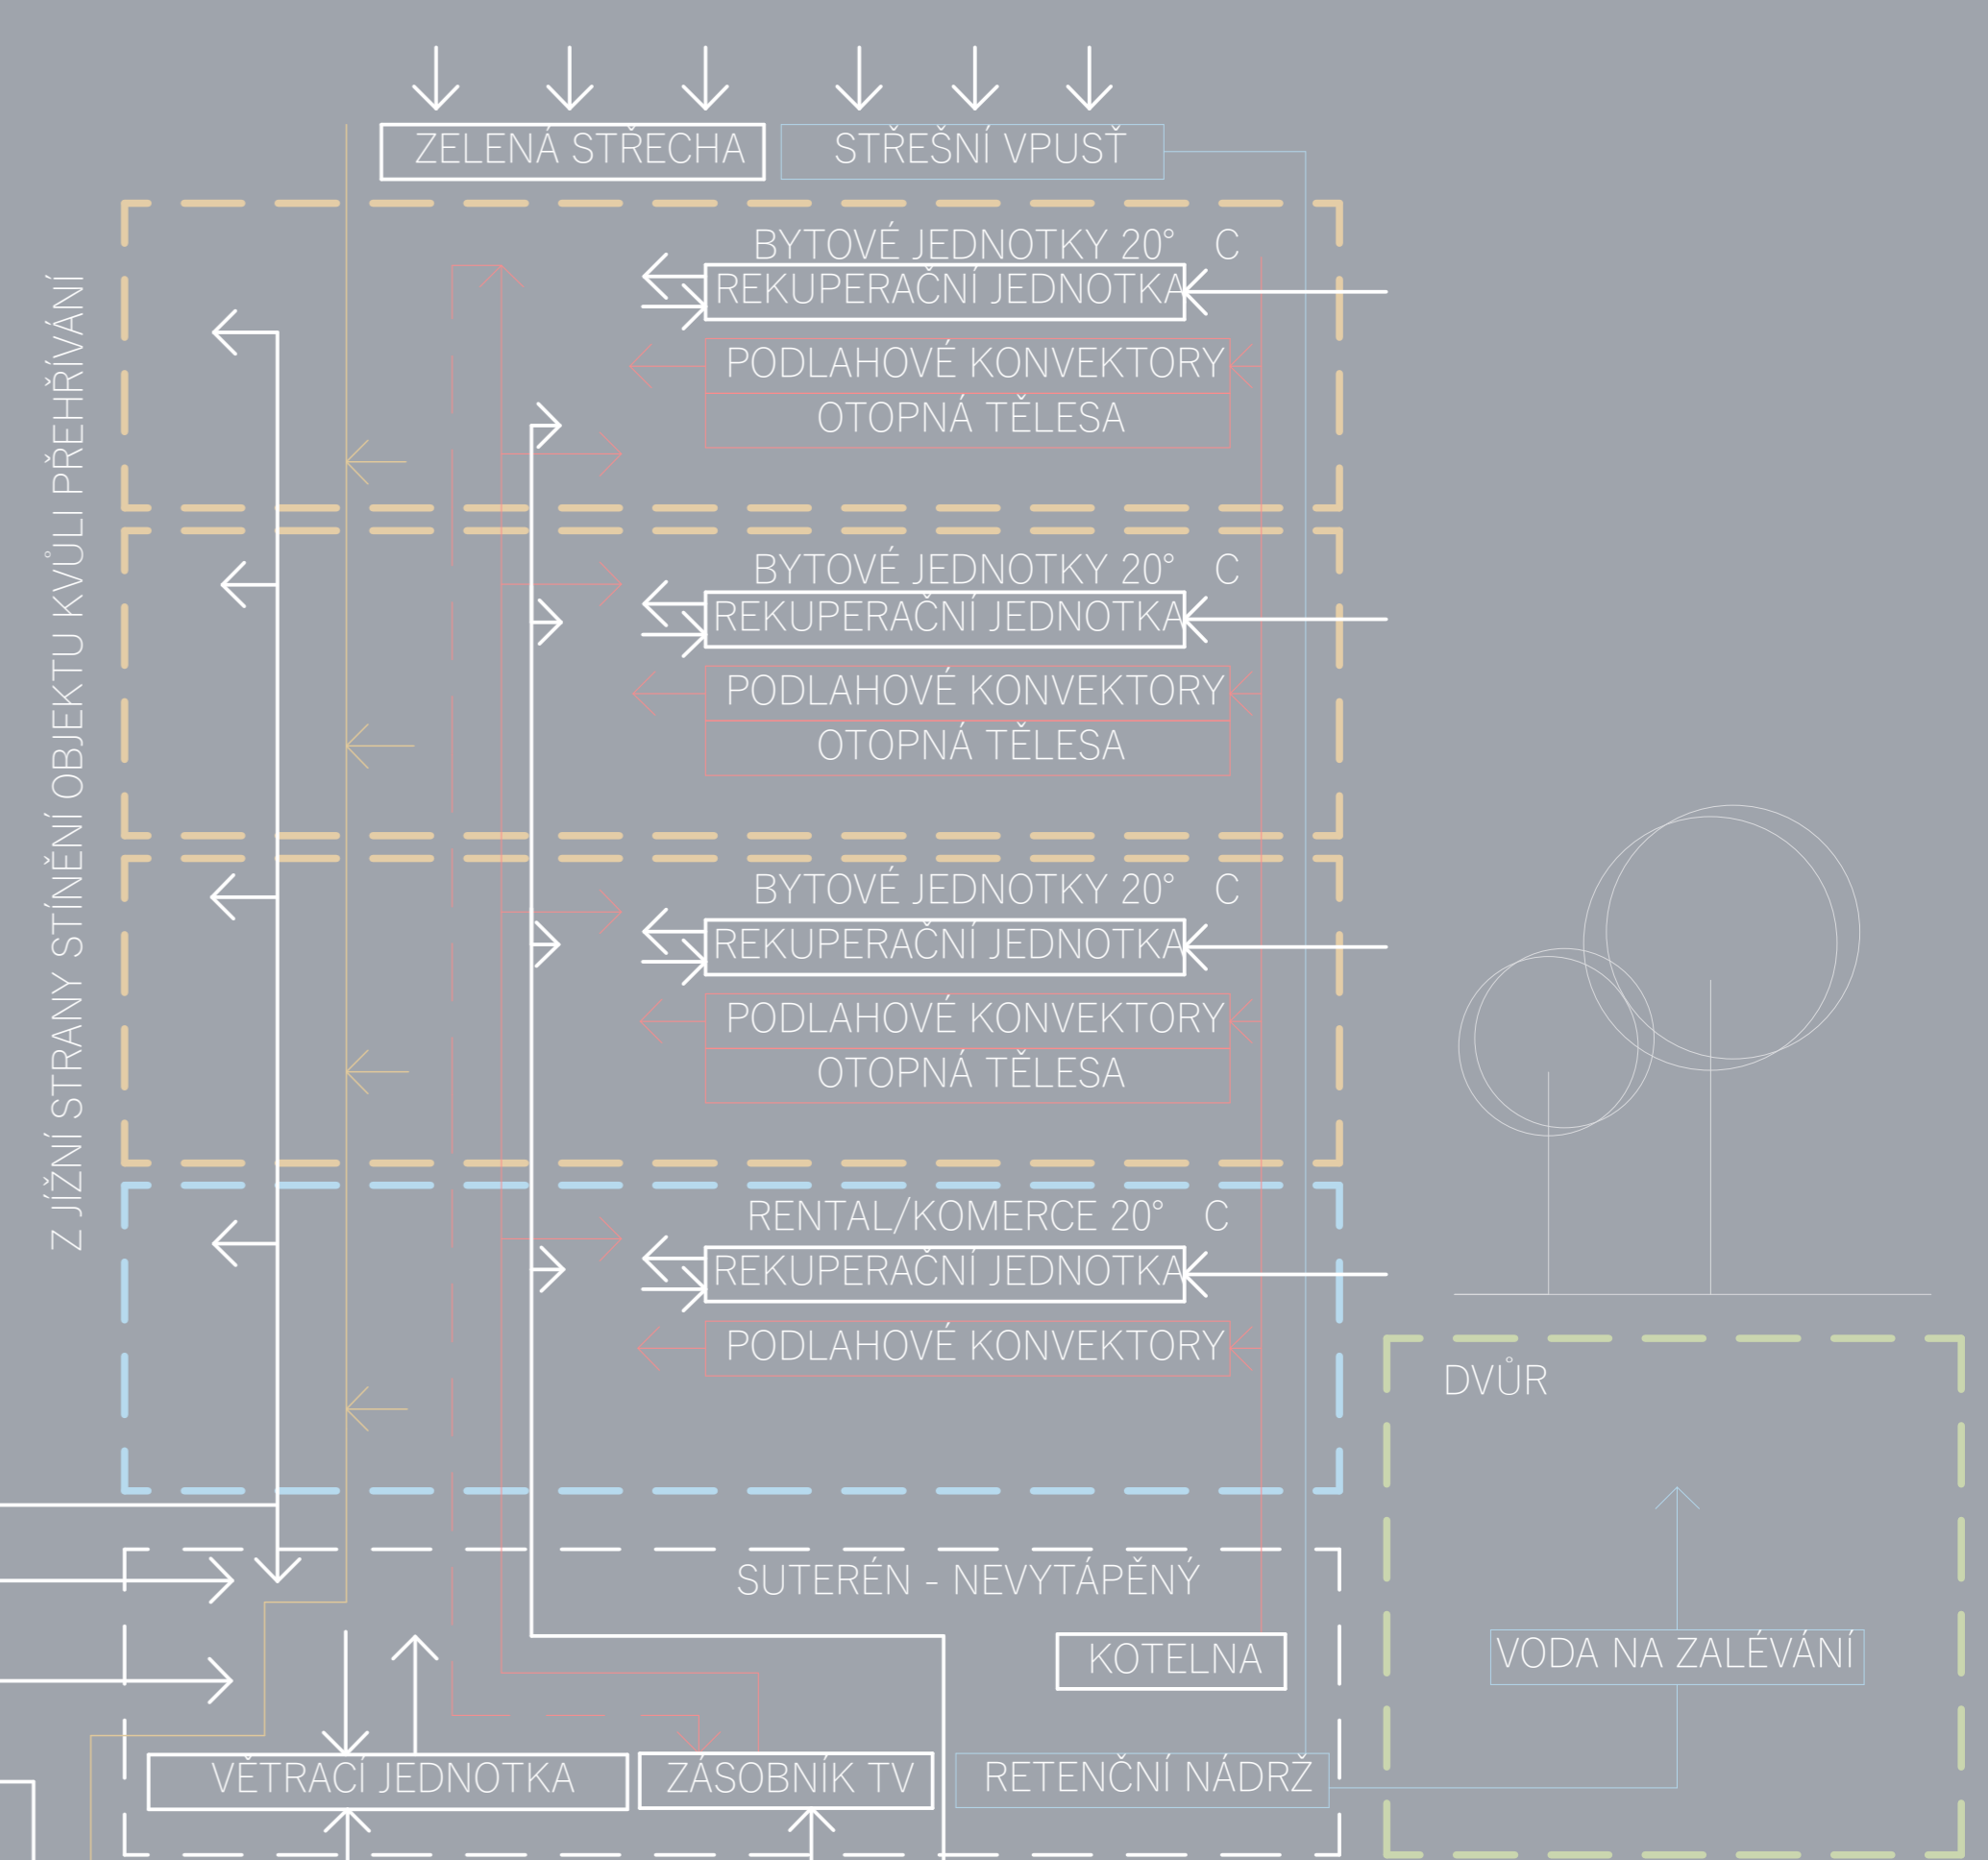 ZELENÁ STŘECHA
STŘEŠNÍ VPUSŤ
Z JÍŽNÍ STRANY STÍNĚNÍ OBJEKTU KVŮLI PŘEHŘÍVÁNÍ
BYTOVÉ JEDNOTKY 20° C
REKUPERAČNÍ JEDNOTKA
PODLAHOVÉ KONVEKTORY
OTOPNÁ TĚLESA
BYTOVÉ JEDNOTKY 20° C
REKUPERAČNÍ JEDNOTKA
PODLAHOVÉ KONVEKTORY
OTOPNÁ TĚLESA
BYTOVÉ JEDNOTKY 20° C
REKUPERAČNÍ JEDNOTKA
PODLAHOVÉ KONVEKTORY
OTOPNÁ TĚLESA
RENTAL/KOMERCE 20° C
REKUPERAČNÍ JEDNOTKA
PODLAHOVÉ KONVEKTORY
DVŮR
SUTERÉN - NEVYTÁPĚNÝ
KOTELNA
VODA NA ZALÉVÁNÍ
VĚTRACÍ JEDNOTKA
ZÁSOBNÍK TV
RETENČNÍ NÁDRŽ